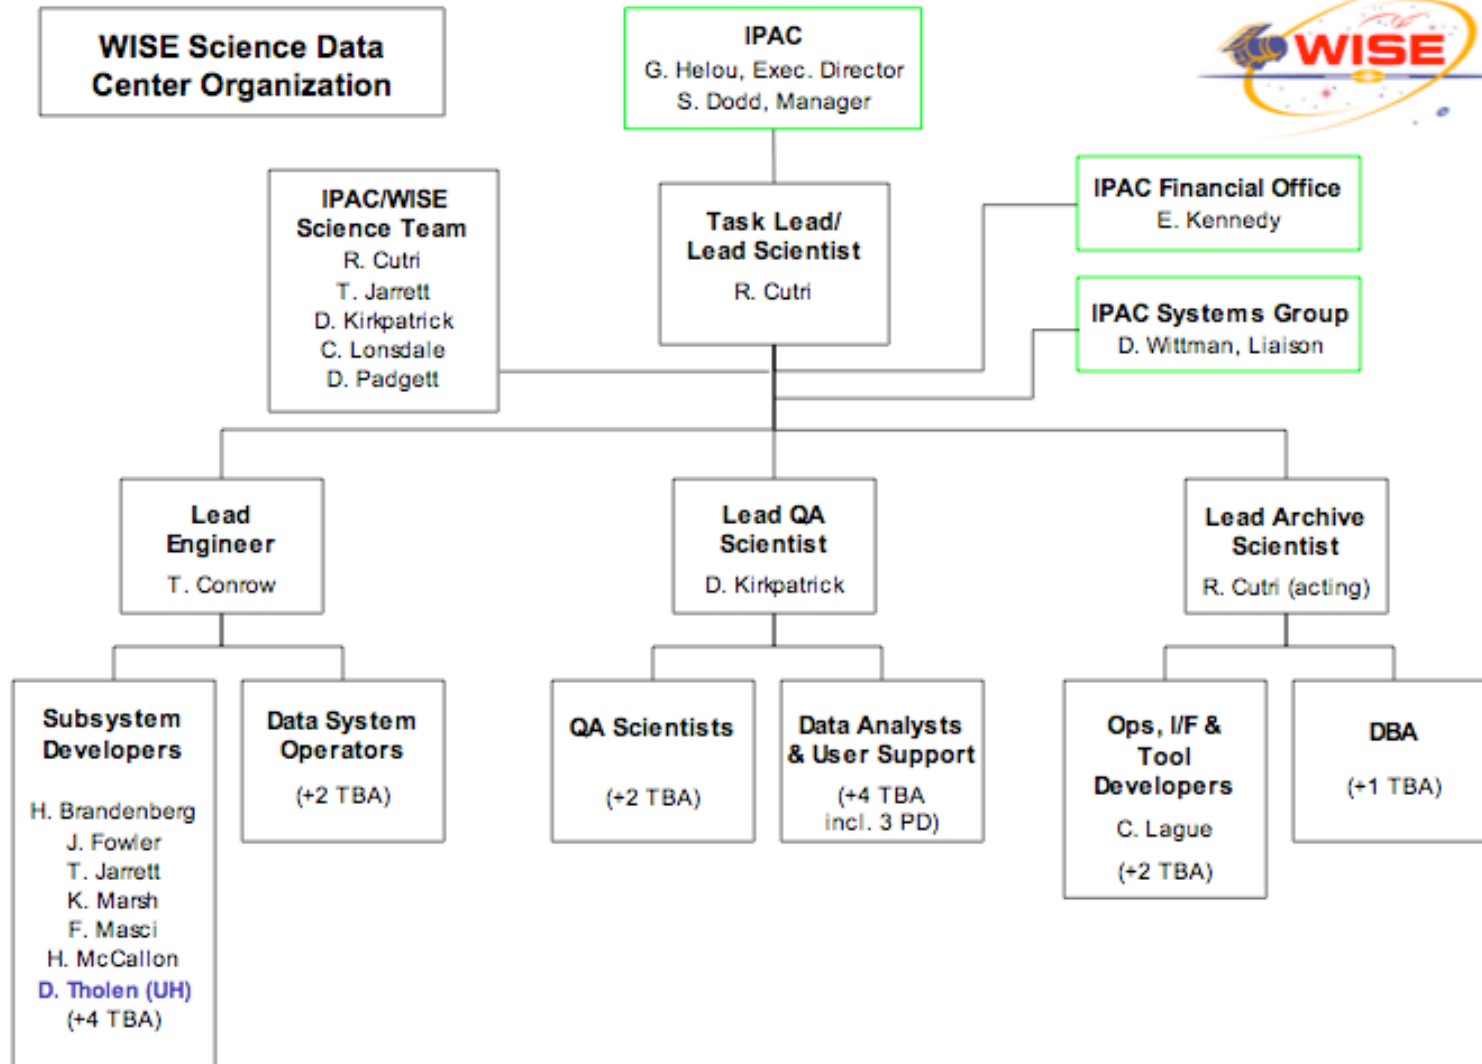 WISE Science Data
Center Organization
IPAC
G. Helou, Exec. Director
S. Dodd, Manager
WISE
IPAC/WISE
Science Team
R. Cutri
T. Jarrett
D. Kirkpatrick
C. Lonsdale
D. Padgett
Task Lead/
Lead Scientist
R. Cutri
IPAC Financial Office
E. Kennedy
IPAC Systems Group
D. Wittman, Liaison
Lead
Engineer
T. Conrow
Lead QA
Scientist
D. Kirkpatrick
Lead Archive
Scientist
R. Cutri (acting)
Subsystem
Developers
H. Brandenberg
J. Fowler
T. Jarrett
K. Marsh
F. Masci
H. McCallon
D. Tholen (UH)
(+4 TBA)
Data System
Operators
(+2 TBA)
QA Scientists
(+2 TBA)
Data Analysts
& User Support
(+4 TBA
incl. 3 PD)
Ops, I/F &
Tool
Developers
C. Lague
(+2 TBA)
DBA
(+1 TBA)